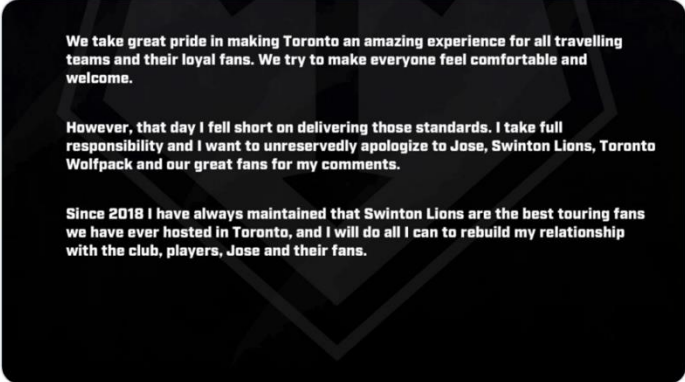 We take great pride in making Toronto an amazing experience for all travelling
teams and their loyal fans. We try to make everyone feel comfortable and
welcome.
However, that day I fell short on delivering those standards. I take full
responsibility and I want to unreservedly apologize to Jose, Swinton Lions, Toronto
Wolfpack and our great fans for my comments.
Since 2018 I have always maintained that Swinton Lions are the best touring fans
we have ever hosted in Toronto, and I will do all I can to rebuild my relationship
with the club, players, Jose and their fans.